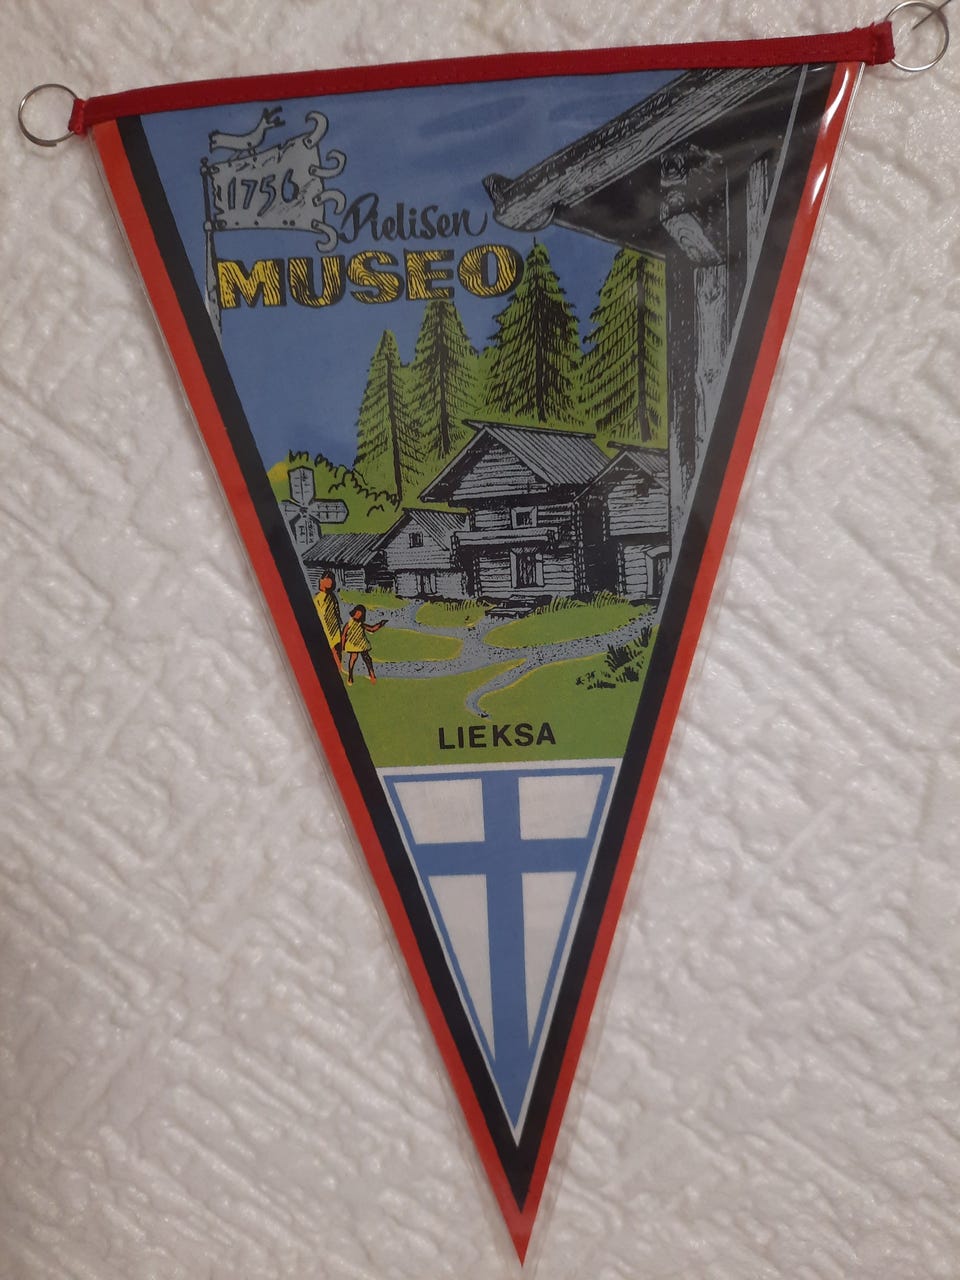 1756
Pielisen
MUSEO
LIEKSA